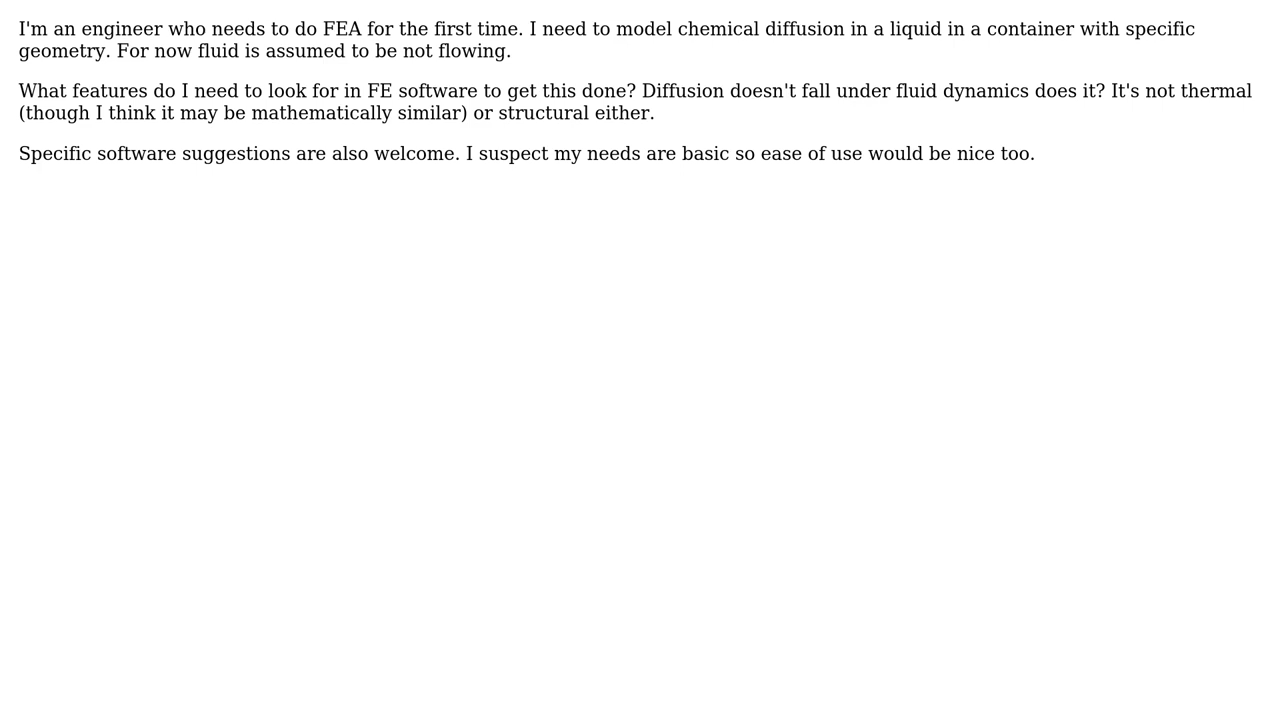 I'm an engineer who needs to do FEA for the first time. I need to model chemical diffusion in a liquid in a container with specific
geometry. For now fluid is assumed to be not flowing.
What features do I need to look for in FE software to get this done? Diffusion doesn't fall under fluid dynamics does it? It's not thermal
(though I think it may be mathematically similar) or structural either.
Specific software suggestions are also welcome. I suspect my needs are basic so ease of use would be nice too.